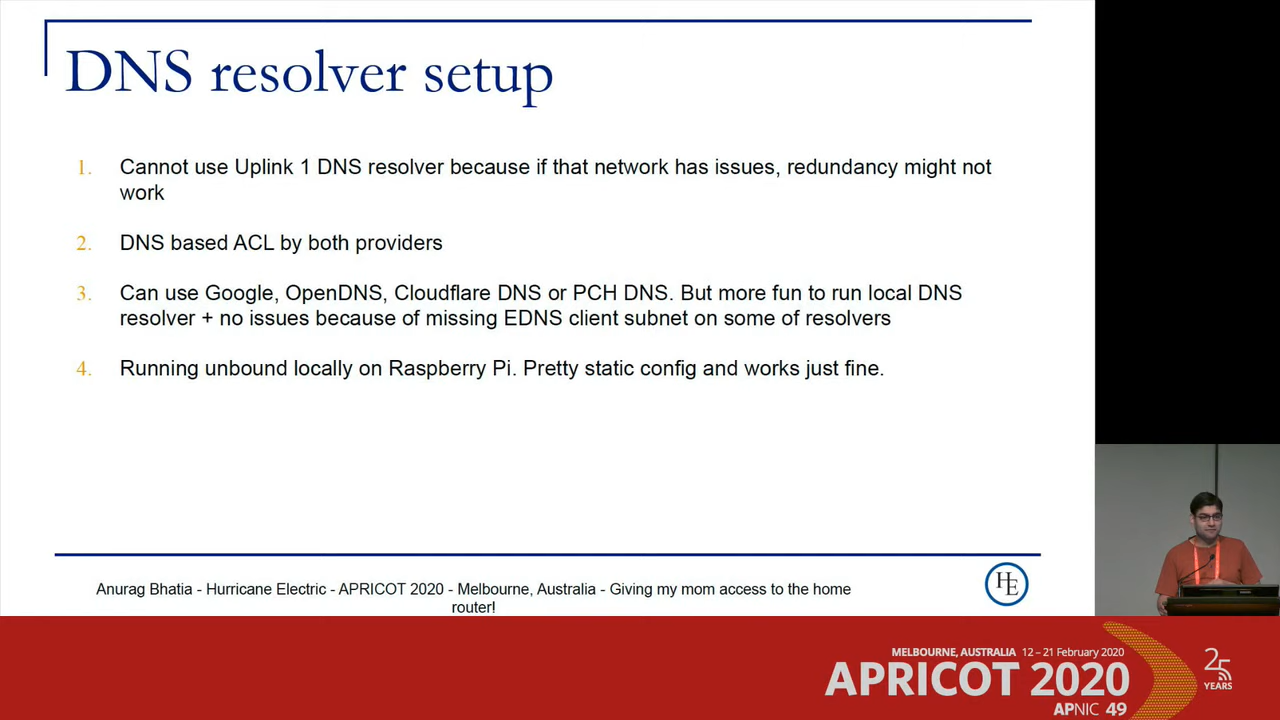 DNS resolver setup
1. Cannot use Uplink 1 DNS resolver because if that network has issues, redundancy might not
work
2. DNS based ACL by both providers
3. Can use Google, OpenDNS, Cloudflare DNS or PCH DNS. But more fun to run local DNS
resolver + no issues because of missing EDNS client subnet on some of resolvers
4. Running unbound locally on Raspberry Pi. Pretty static config and works just fine.
Anurag Bhatia - Hurricane Electric - APRICOT 2020 - Melbourne, Australia - Giving my mom access to the home
router!
HE
MELBOURNE, AUSTRALIA 12 – 21 February 2020
APRICOT 2020
APNIC 49
25
YEARS